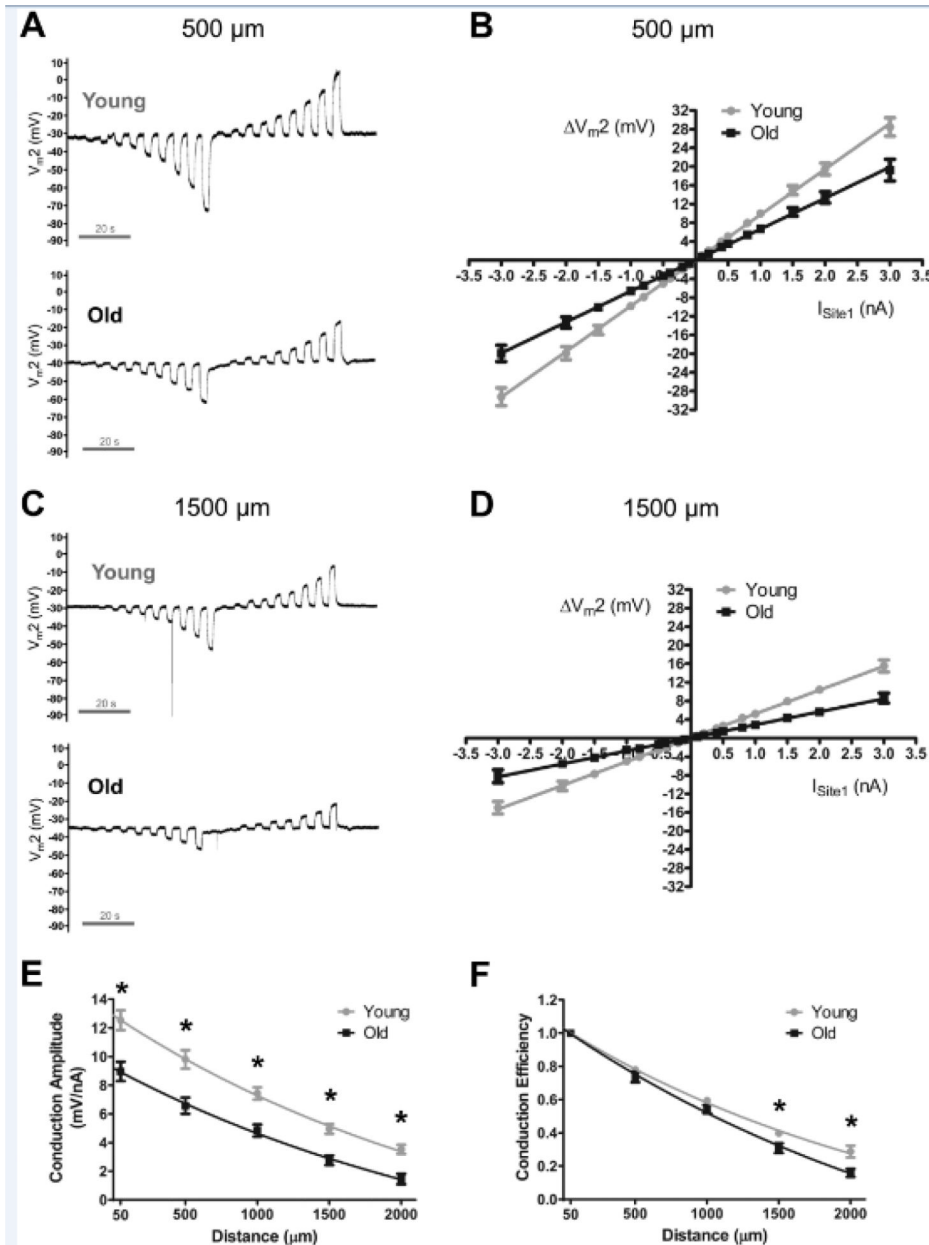 A
500 µm
10
0
-10
-20
-30
-40
-50
-60
-70
-80
-90
Vm2 (mV)
Young
20 s
10
0
-10
-20
-30
-40
-50
-60
-70
-80
-90
Vm2 (mV)
Old
20 s
B
500 µm
ΔVm2 (mV)
Young
Old
32
28
24
20
16
12
8
4
-3.5 -3.0 -2.5 -2.0 -1.5 -1.0 0.5 0.5 1.0 1.5 2.0 2.5 3.0 3.5
-4
-8
-12
-16
-20
-24
-28
-32
ISite1 (nA)
C
1500 µm
10
0
-10
-20
-30
-40
-50
-60
-70
-80
-90
Vm2 (mV)
Young
20 s
10
0
-10
-20
-30
-40
-50
-60
-70
-80
-90
Vm2 (mV)
Old
20 s
D
1500 µm
ΔVm2 (mV)
Young
Old
32
28
24
20
16
12
8
4
-3.5 -3.0 -2.5 -2.0 -1.5 -1.0 0.5 0.5 1.0 1.5 2.0 2.5 3.0 3.5
-4
-8
-12
-16
-20
-24
-28
-32
ISite1 (nA)
E
Conduction Amplitude
(mV/nA)
14
12
10
8
6
4
2
0
* * * * *
Young
Old
50 500 1000 1500 2000
Distance (µm)
F
Conduction Efficiency
1.2
1.0
0.8
0.6
0.4
0.2
0.0
* *
Young
Old
50 500 1000 1500 2000
Distance (µm)